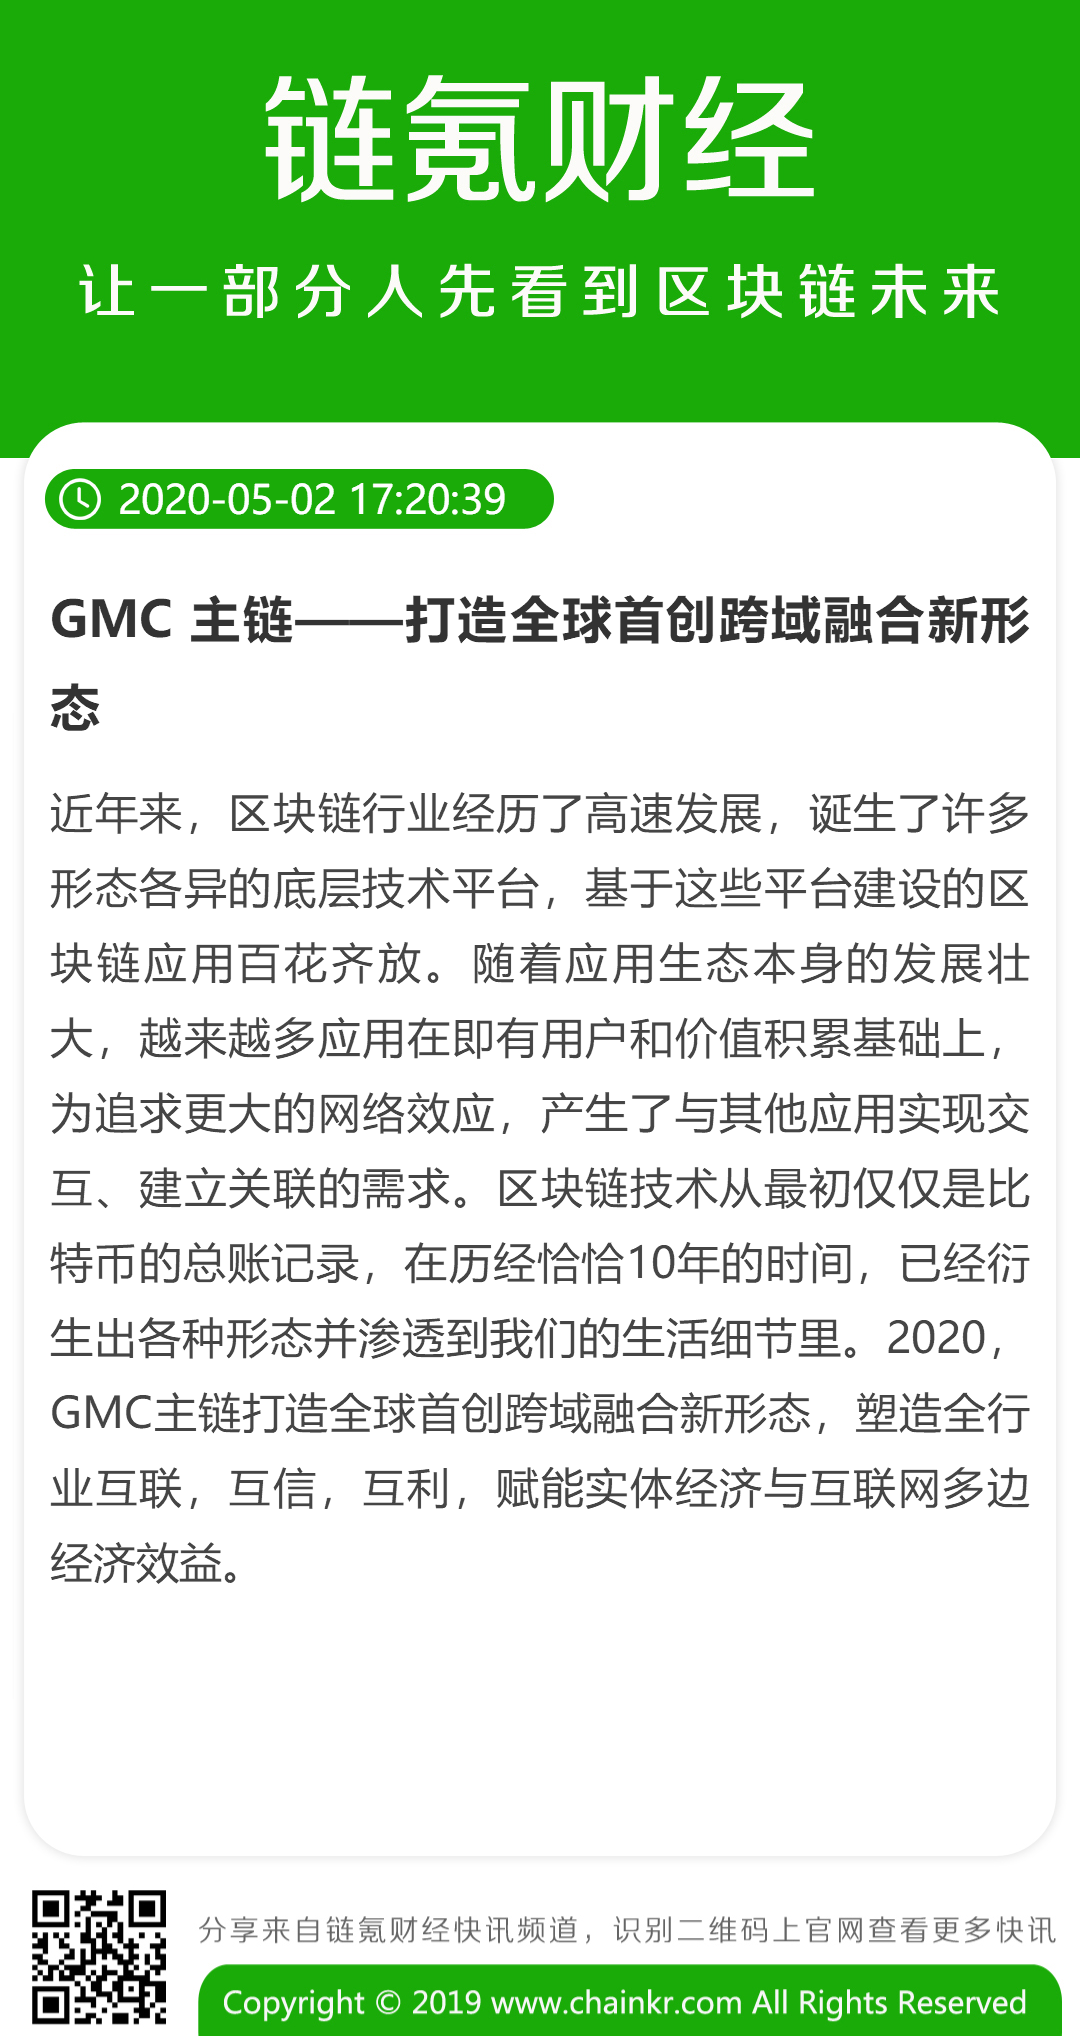 链氪财经
让一部分人先看到区块链未来
2020-05-02 17:20:39
GMC 主链——打造全球首创跨域融合新形
态
近年来，区块链行业经历了高速发展，诞生了许多
形态各异的底层技术平台，基于这些平台建设的区
块链应用百花齐放。随着应用生态本身的发展壮
大，越来越多应用在即有用户和价值积累基础上，
为追求更大的网络效应，产生了与其他应用实现交
互、建立关联的需求。区块链技术从最初仅仅是比
特币的总账记录，在历经恰恰10年的时间，已经衍
生出各种形态并渗透到我们的生活细节里。2020，
GMC主链打造全球首创跨域融合新形态，塑造全行
业互联，互信，互利，赋能实体经济与互联网多边
经济效益。
分享来自链氪财经快讯频道，识别二维码上官网查看更多快讯
Copyright © 2019 www.chainkr.com All Rights Reserved